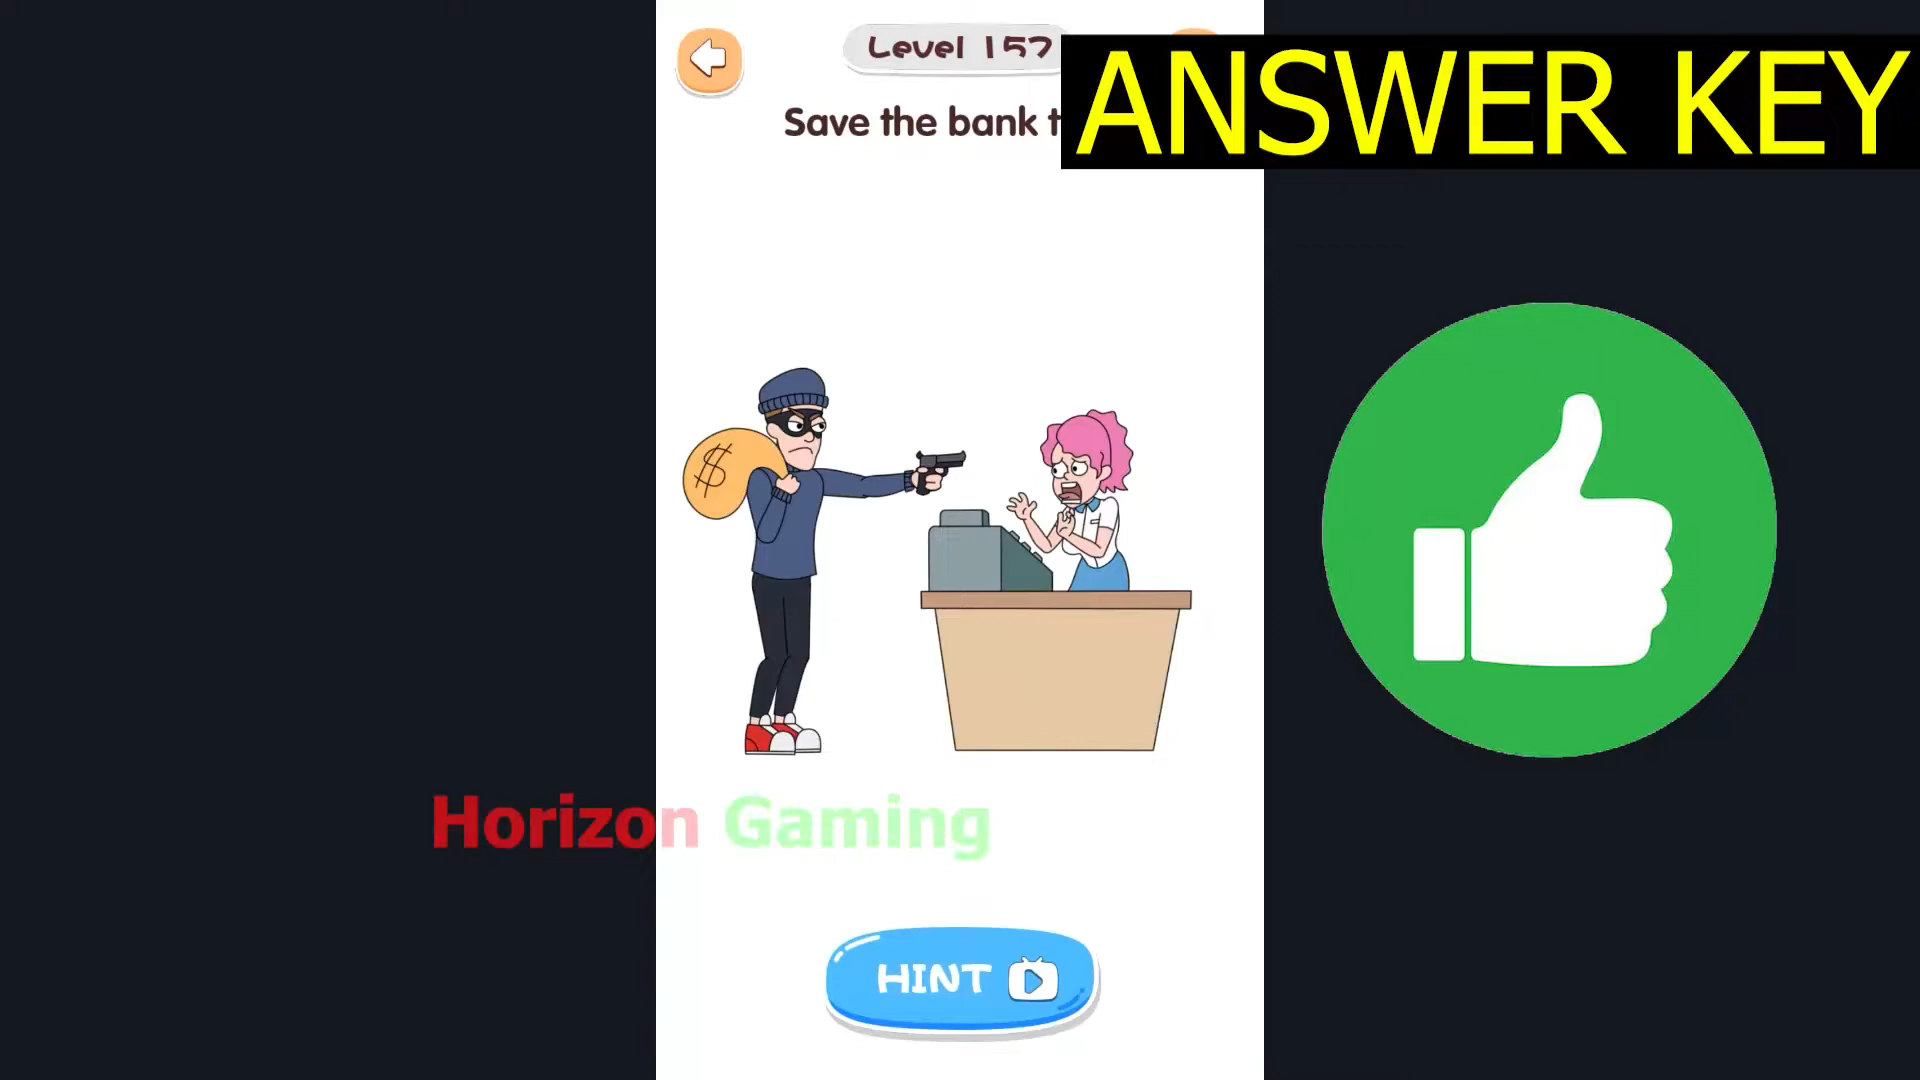 Level 157
ANSWER KEY
Save the bank
$
Horizon Gaming
HINT